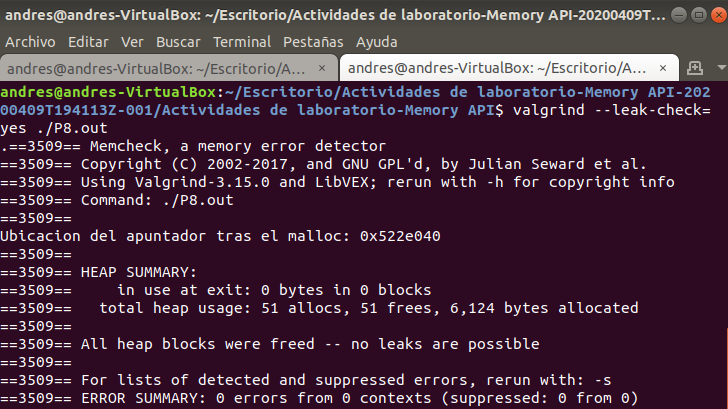 andres@andres-VirtualBox: ~/Escritorio/Actividades de laboratorio-Memory API-20200409T...
Archivo Editar Ver Buscar Terminal Pestañas Ayuda
andres@andres-VirtualBox: ~/Escritorio/A... × andres@andres-VirtualBox: ~/Escritorio/A... ×
andres@andres-VirtualBox:~/Escritorio/Actividades de laboratorio-Memory API-202
00409T194113Z-001/Actividades de laboratorio-Memory API$ valgrind --leak-check=
yes ./P8.out
.==3509== Memcheck, a memory error detector
==3509== Copyright (C) 2002-2017, and GNU GPL'd, by Julian Seward et al.
==3509== Using Valgrind-3.15.0 and LibVEX; rerun with -h for copyright info
==3509== Command: ./P8.out
==3509==
Ubicacion del apuntador tras el malloc: 0x522e040
==3509==
==3509== HEAP SUMMARY:
==3509==     in use at exit: 0 bytes in 0 blocks
==3509==   total heap usage: 51 allocs, 51 frees, 6,124 bytes allocated
==3509==
==3509== All heap blocks were freed -- no leaks are possible
==3509==
==3509== For lists of detected and suppressed errors, rerun with: -s
==3509== ERROR SUMMARY: 0 errors from 0 contexts (suppressed: 0 from 0)